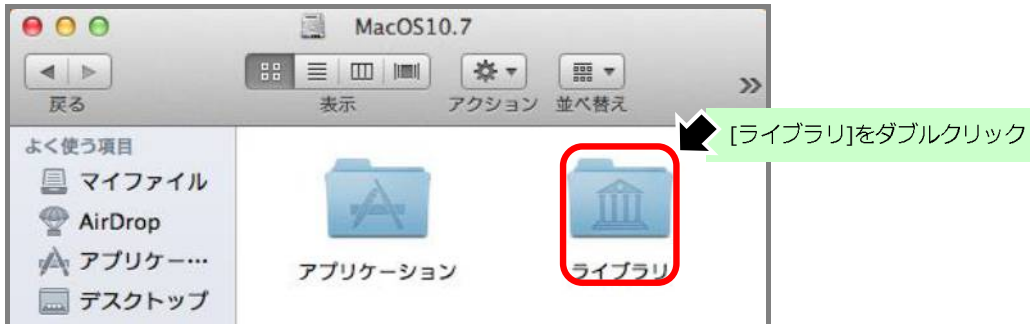 MacOS10.7
戻る
表示
アクション
並べ替え
よく使う項目
マイファイル
AirDrop
アプリケー…
デスクトップ
アプリケーション
ライブラリ
[ライブラリ]をダブルクリック